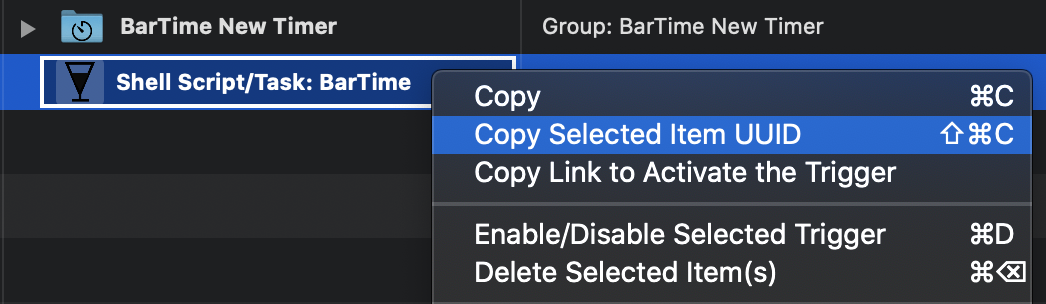 BarTime New Timer
Group: BarTime New Timer
Shell Script/Task: BarTime
Copy ⌘C
Copy Selected Item UUID ⇧⌘C
Copy Link to Activate the Trigger
Enable/Disable Selected Trigger ⌘D
Delete Selected Item(s) ⌘⌫